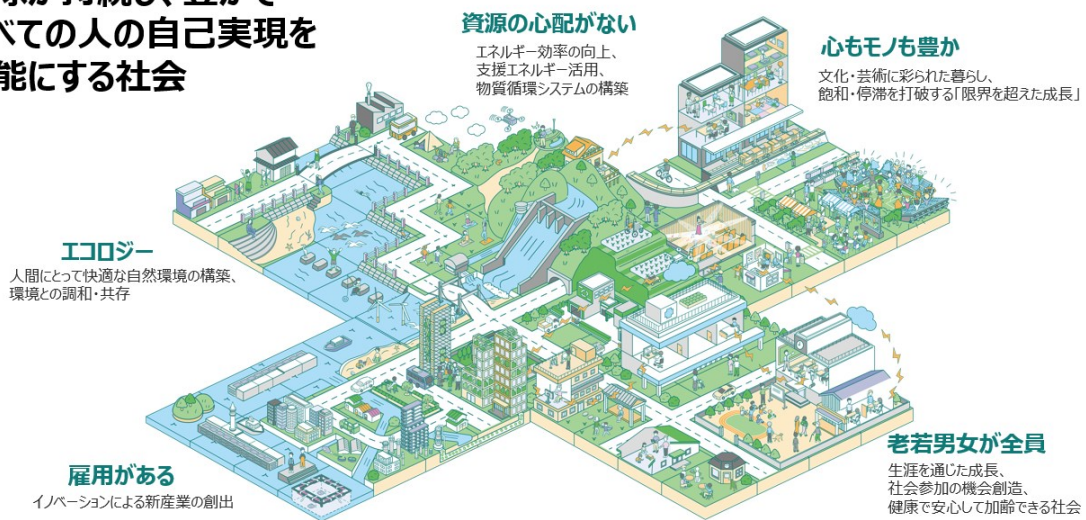 持続し、豊かで
べての人の自己実現を
能にする社会
資源の心配がない
エネルギー効率の向上、
支援エネルギー活用、
物質循環システムの構築
心もモノも豊か
文化・芸術に彩られた暮らし、
飽和・停滞を打破する「限界を超えた成長」
エコロジー
人間にとって快適な自然環境の構築、
環境との調和・共存
雇用がある
イノベーションによる新産業の創出
老若男女が全員
生涯を通じた成長、
社会参加の機会創造、
健康で安心して加齢できる社会